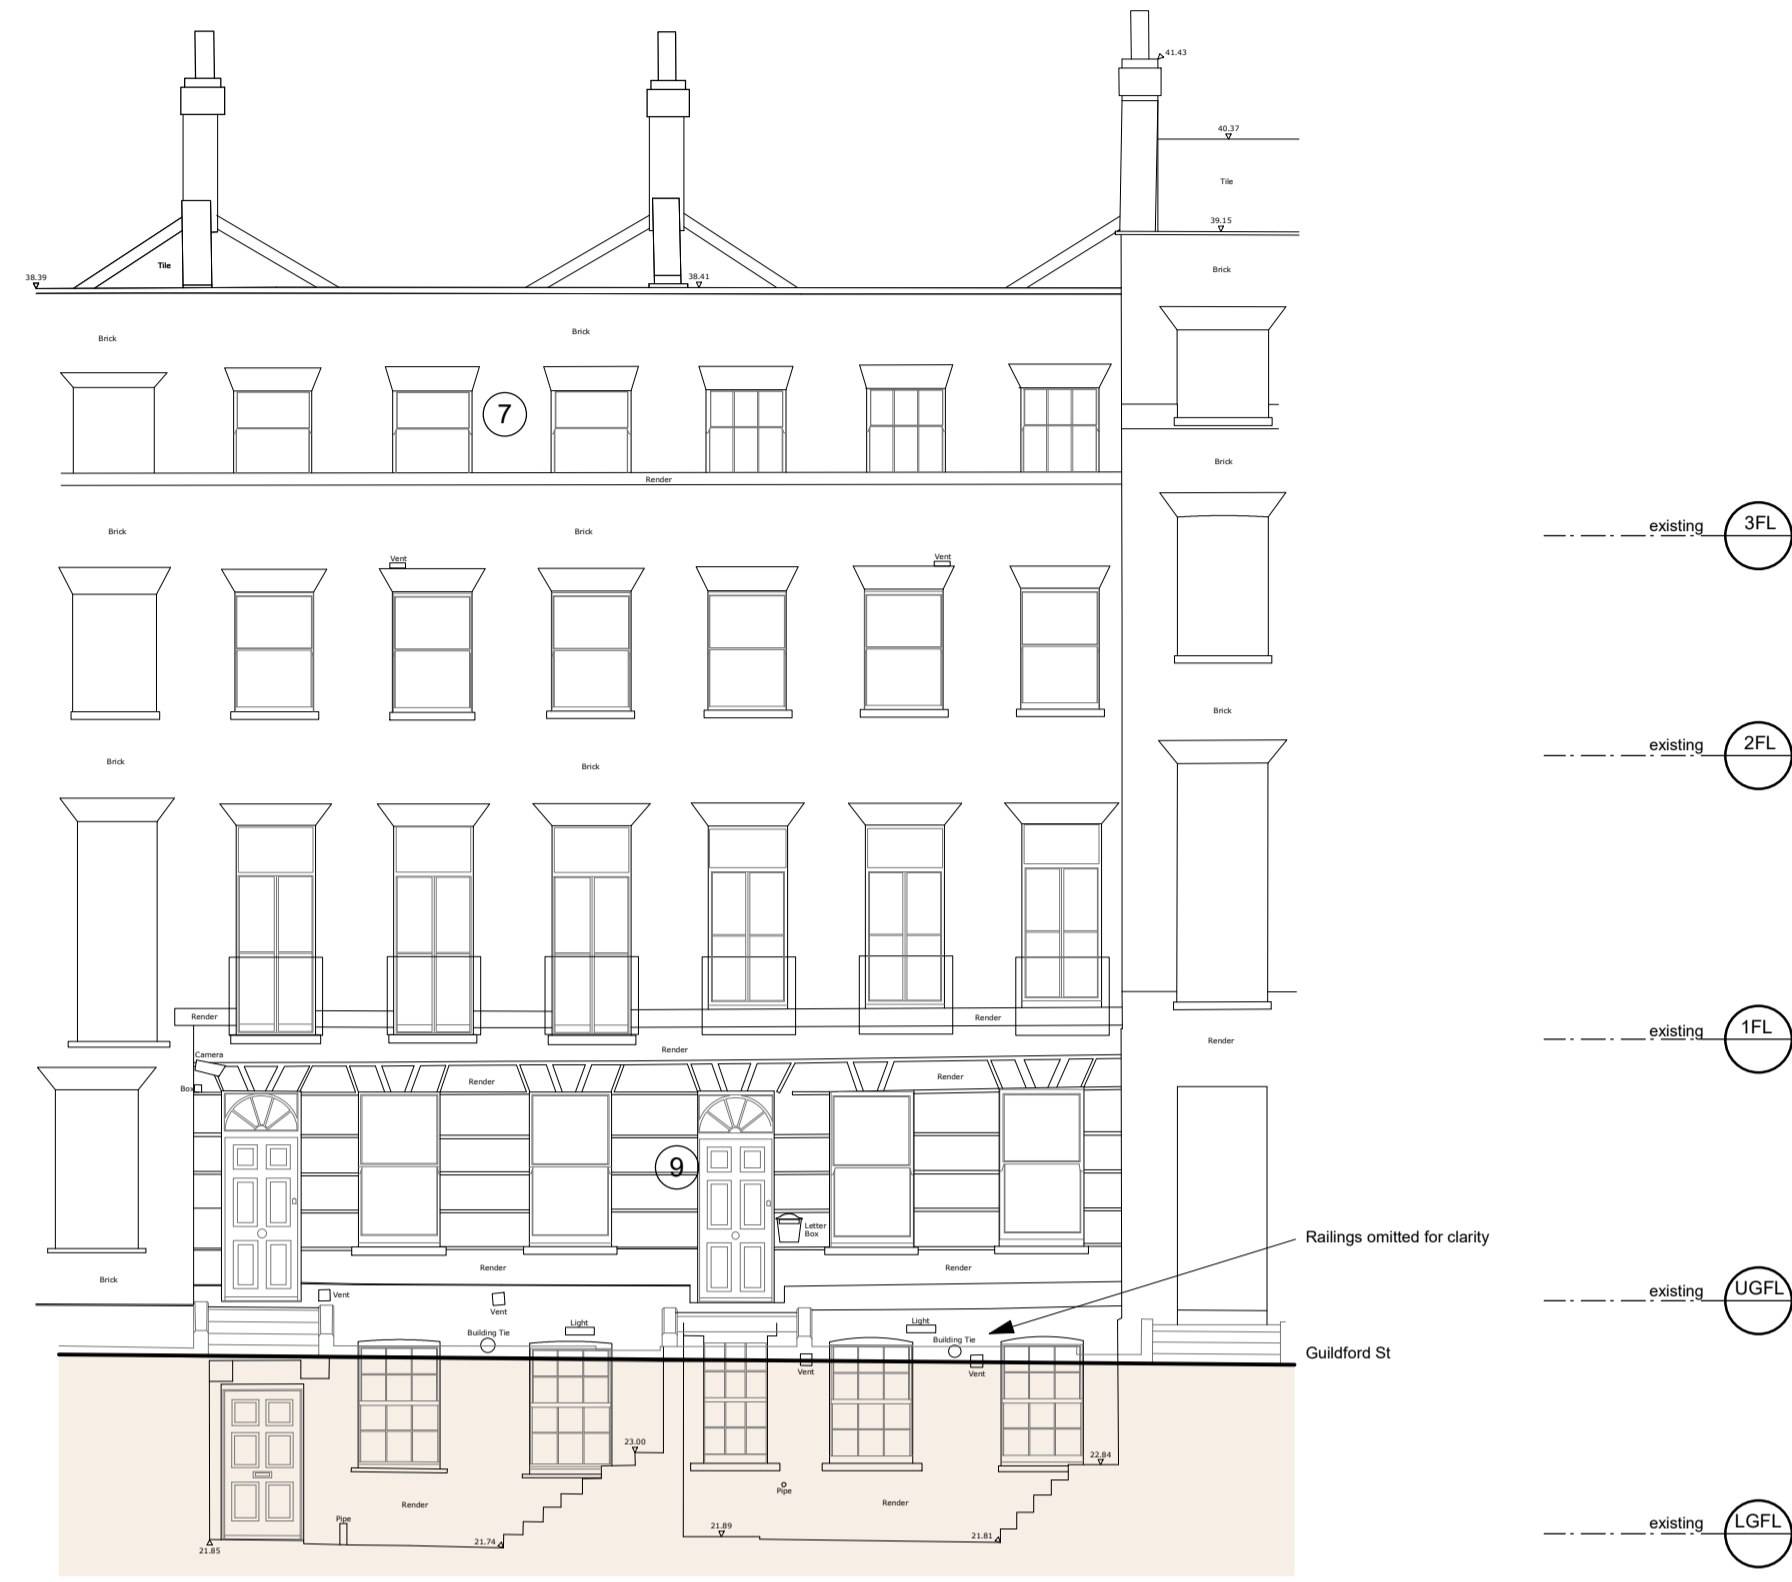 41.43
40.37
Tile
39.15
Tile
38.39
38.41
Brick
Brick
Brick
7
Brick
Render
existing
3FL
Brick
Brick
Vent
Vent
Brick
existing
2FL
Brick
Brick
Render
Render
existing
1FL
Render
Render
Camera
Render
Render
Box
9
Letter
Box
Railings omitted for clarity
Render
Render
Brick
existing
UGFL
Vent
Vent
Light
Light
Building Tie
Building Tie
Guildford St
Vent
Vent
23.00
22.84
Pipe
Render
Render
Pipe
21.89
21.81
21.74
21.85
existing
LGFL